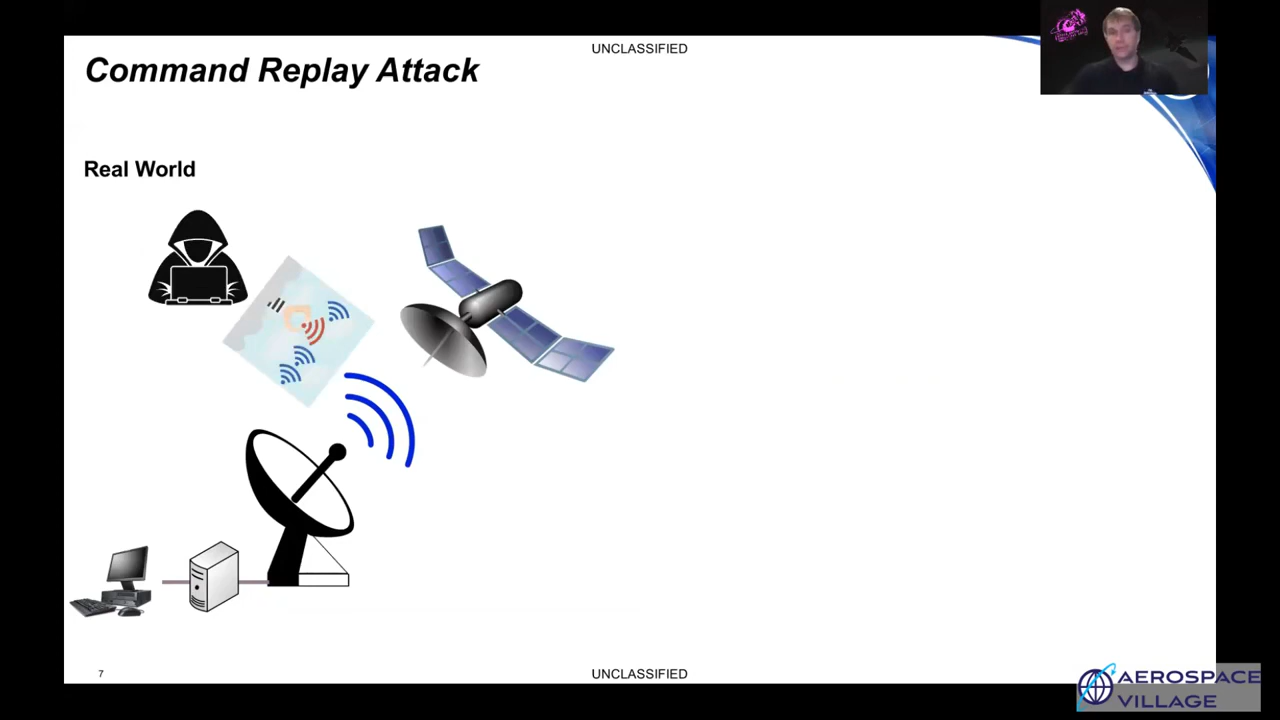 UNCLASSIFIED
Command Replay Attack
Real World
7
UNCLASSIFIED
AEROSPACE
VILLAGE